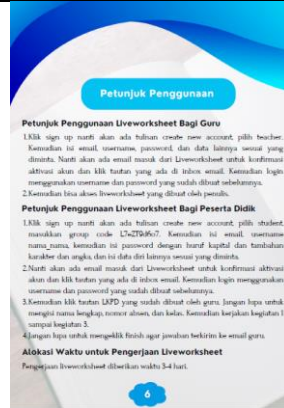 Petunjuk Penggunaan
Petunjuk Penggunaan Liveworksheet Bagi Guru
1.Klik sign up nanti akan ada tulisan create new account, pilih teacher.
Kemudian isi email, username, password, dan data lainnya sesuai yang
diminta. Nanti akan ada email masuk dari Liveworksheet untuk konfirmasi
aktivasi akun dan klik tautan yang ada di inbox email. Kemudian login
menggunakan username dan password yang sudah dibuat sebelumnya.
2.Kemudian bisa akses liveworksheet yang dibuat oleh penulis.
Petunjuk Penggunaan Liveworksheet Bagi Peserta Didik
1.Klik sign up nanti akan ada tulisan create new account, pilih student,
masukkan group code Kemudian isi email, username
nama_nama, kemudian isi password dengan huruf kapital dan tambahan
karakter dan angka, dan isi data diri lainnya sesuai yang diminta.
2.Nanti akan ada email masuk dari Liveworksheet untuk konfirmasi aktivasi
akun dan klik tautan yang ada di inbox email. Kemudian login menggunakan
username dan password yang sudah dibuat sebelumnya.
3.Kemudian klik tautan LKPD yang sudah dibuat oleh guru. Jangan lupa untuk
mengisi nama lengkap, nomor absen, dan kelas. Kemudian kerjakan kegiatan 1
sampai kegiatan 3.
4.Jangan lupa untuk mengeklik finish agar jawaban terkirim ke email guru.
Alokasi Waktu untuk Pengerjaan Liveworksheet
Pengerjaan liveworksheet diberikan waktu 3-4 hari.
6